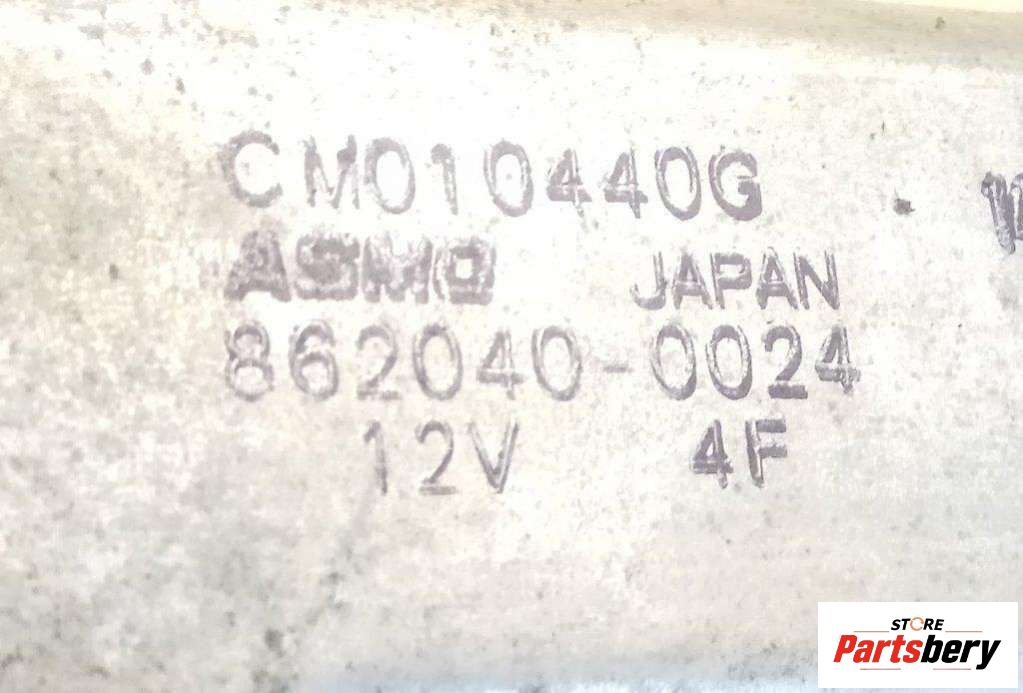 CM010440G
ASMO JAPAN
862040-0024
12V 4F
STORE
Partsbery